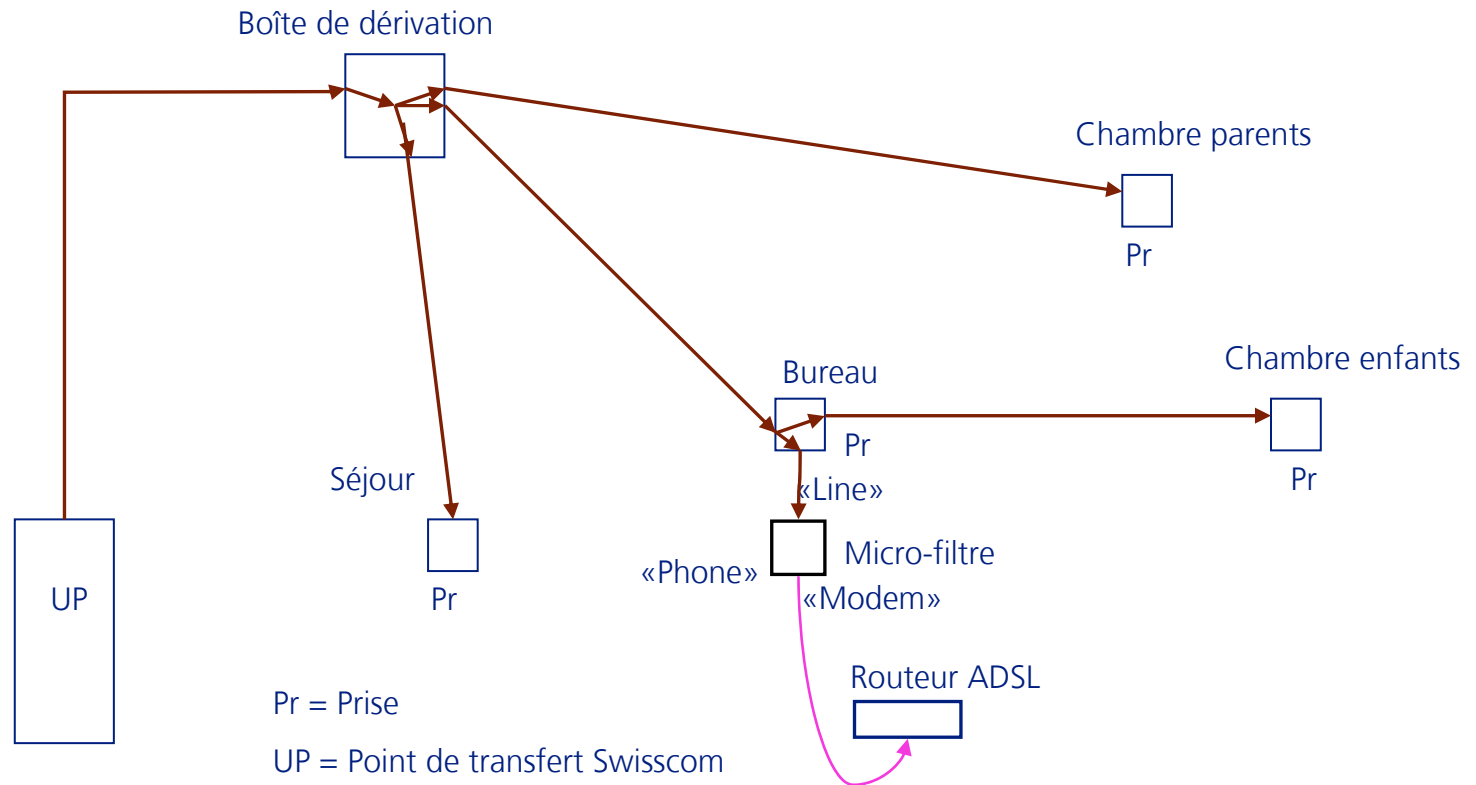 Boîte de dérivation
Chambre parents
Pr
Chambre enfants
Bureau
Pr
Pr
Séjour
«Line»
Pr
Micro-filtre
«Phone»
«Modem»
UP
Routeur ADSL
Pr = Prise
UP = Point de transfert Swisscom